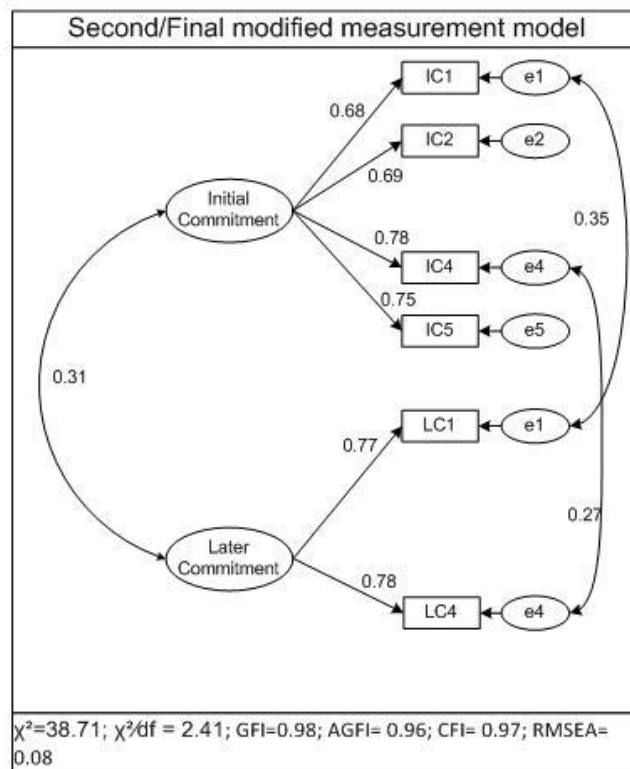 Second/Final modified measurement model
IC1
e1
0.68
IC2
e2
0.69
Initial
Commitment
0.35
0.78
IC4
e4
0.75
IC5
e5
0.31
LC1
e1
0.77
0.27
Later
Commitment
0.78
LC4
e4
χ²=38.71; χ²/df = 2.41; GFI=0.98; AGFI= 0.96; CFI= 0.97; RMSEA=
0.08